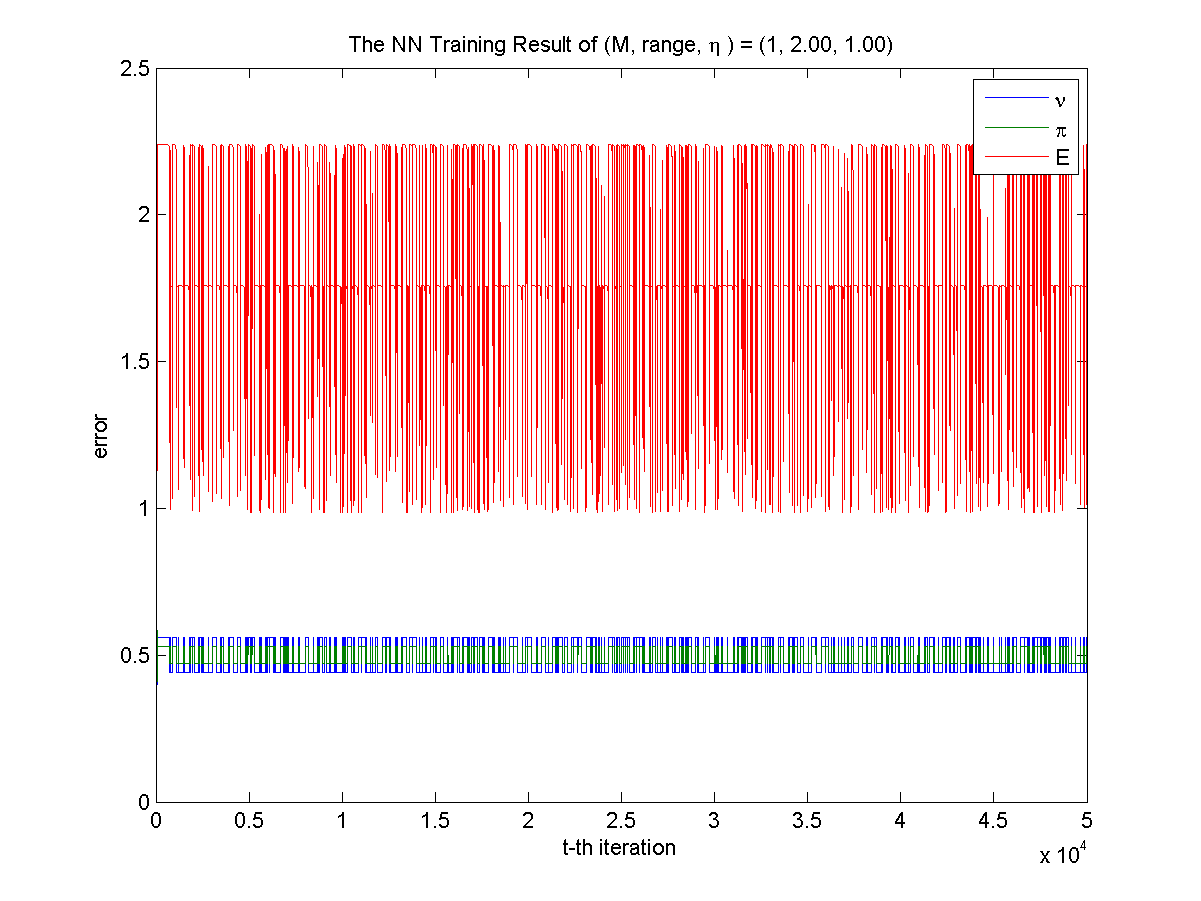 The NN Training Result of (M, range, η ) = (1, 2.00, 1.00)
2.5
ν
π
E
2
1.5
error
1
0.5
0
0 0.5 1 1.5 2 2.5 3 3.5 4 4.5 5
t-th iteration
x 10^4